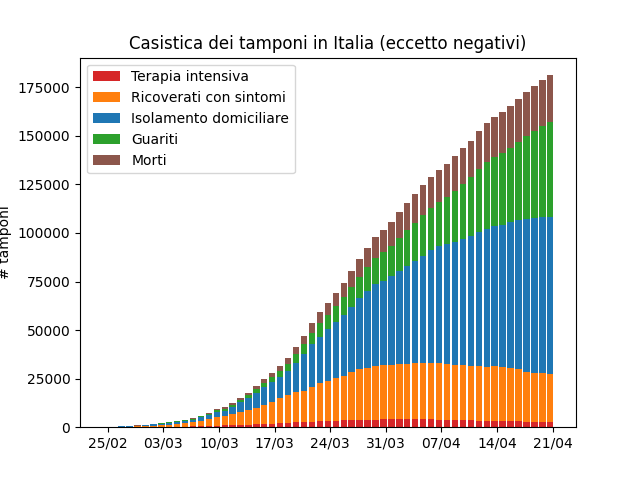 Casistica dei tamponi in Italia (eccetto negativi)
Terapia intensiva
Ricoverati con sintomi
Isolamento domiciliare
Guariti
Morti
# tamponi
175000
150000
125000
100000
75000
50000
25000
0
25/02 03/03 10/03 17/03 24/03 31/03 07/04 14/04 21/04